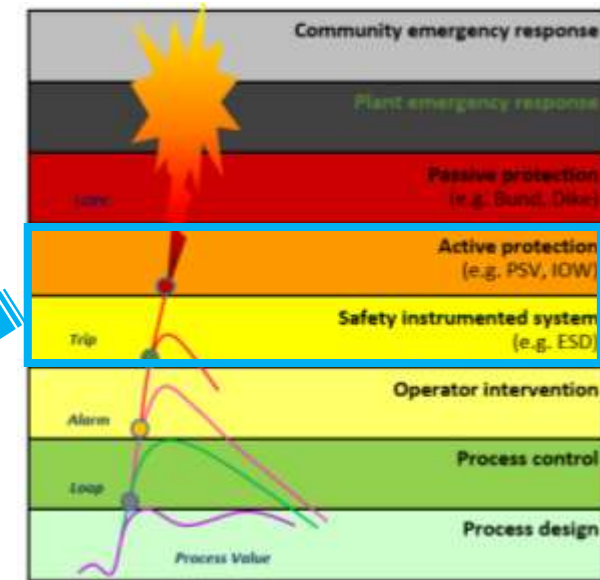 Community emergency response
Plant emergency response
Passive protection
(e.g. Bund, Dike)
LOPC
Active protection
(e.g. PSV, IOW)
Safety instrumented system
(e.g. ESD)
Trip
Operator intervention
Alarm
Process control
Loop
Process design
Process Value